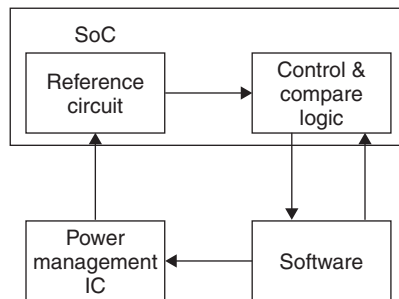 SoC
Reference
circuit
Control &
compare
logic
Power
management
IC
Software